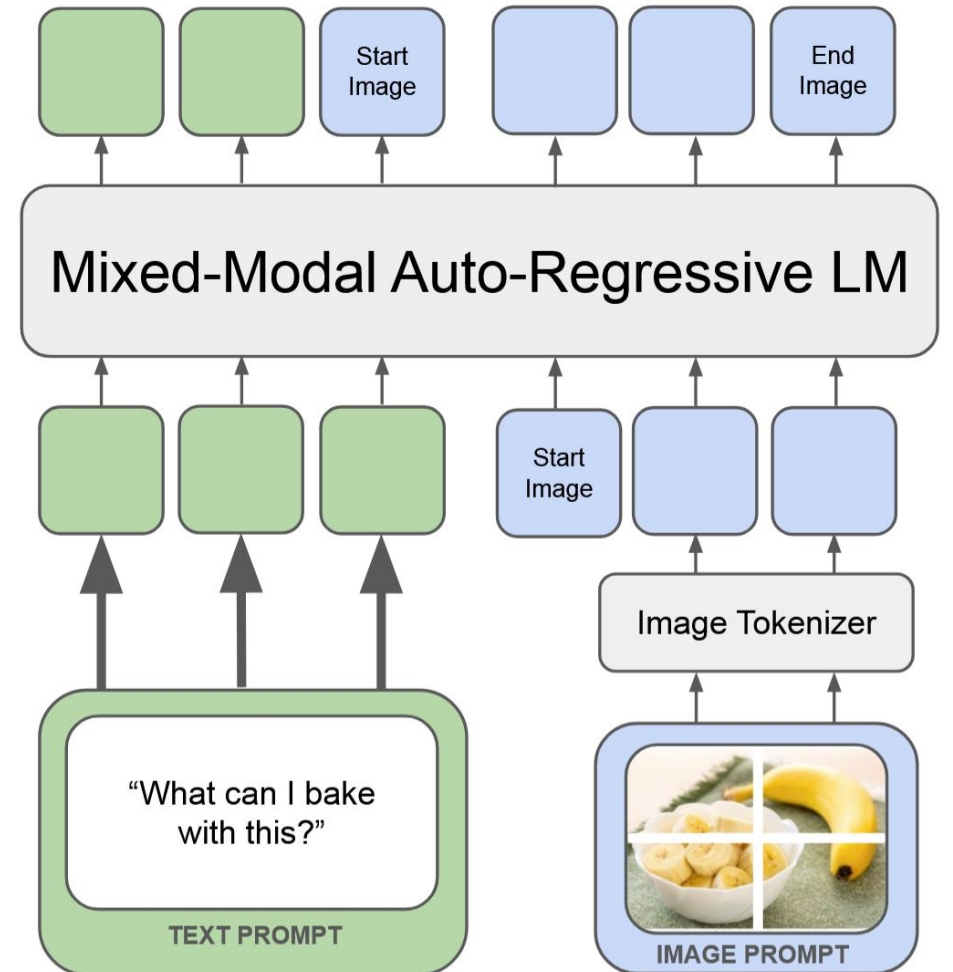 Start
Image
End
Image
Mixed-Modal Auto-Regressive LM
Start
Image
Image Tokenizer
“What can I bake
with this?”
TEXT PROMPT
IMAGE PROMPT